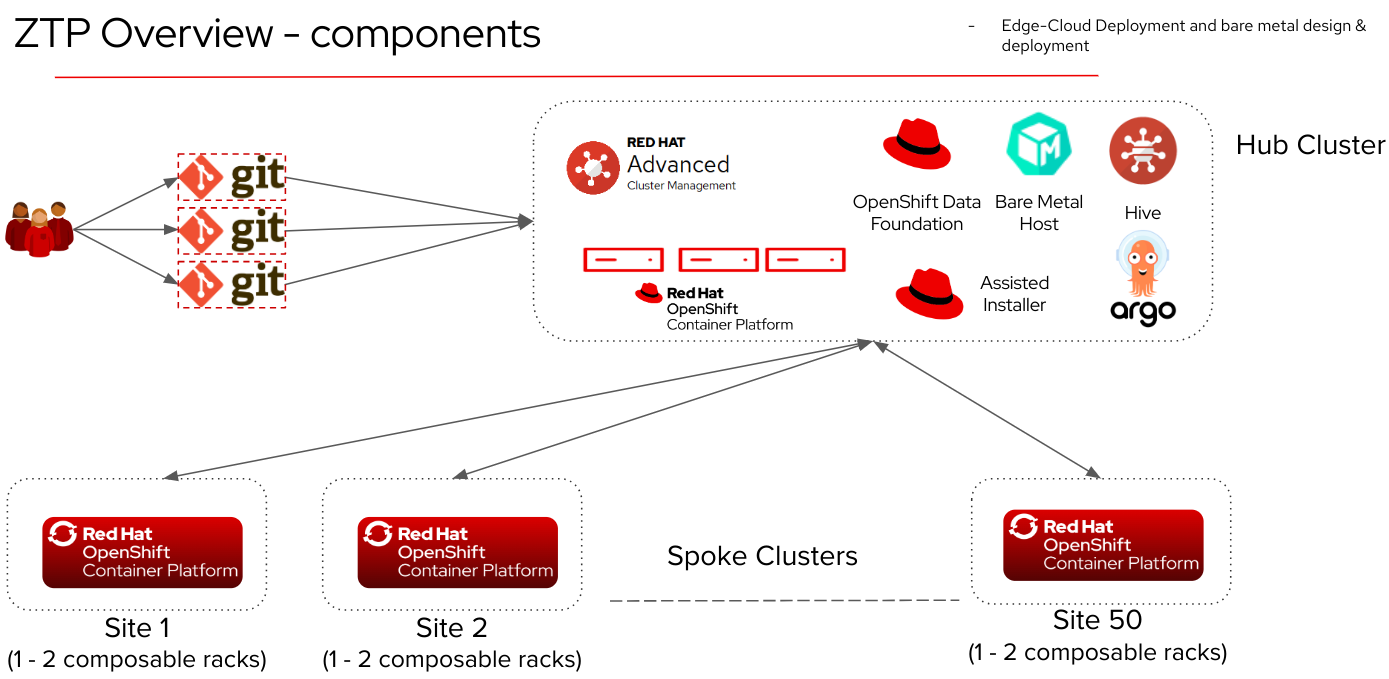 ZTP Overview - components
- Edge-Cloud Deployment and bare metal design &
deployment
git
git
git
RED HAT
Advanced
Cluster Management
Red Hat
OpenShift
Container Platform
OpenShift Data
Foundation
M
Bare Metal
Host
Hive
Assisted
Installer
argo
Hub Cluster
Red Hat
OpenShift
Container Platform
Site 1
(1 - 2 composable racks)
Red Hat
OpenShift
Container Platform
Site 2
(1 - 2 composable racks)
Spoke Clusters
Red Hat
OpenShift
Container Platform
Site 50
(1 - 2 composable racks)